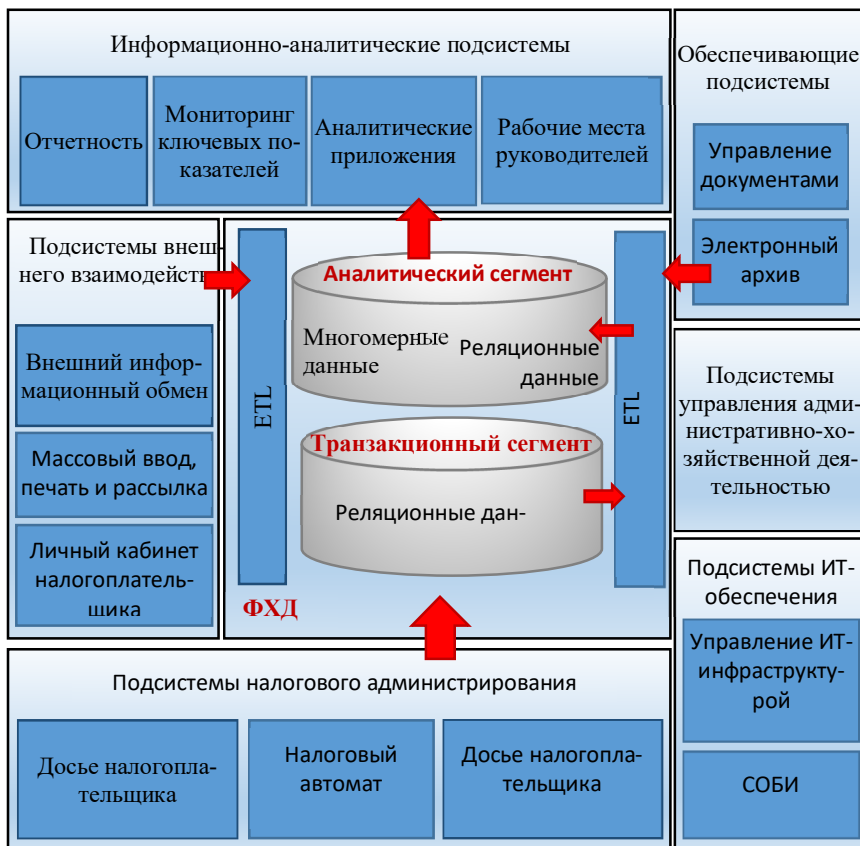 Информационно-аналитические подсистемы
Отчетность
Мониторинг
ключевых по-
казателей
Аналитические
приложения
Рабочие места
руководителей
Обеспечивающие
подсистемы
Управление
документами
Электронный
архив
Подсистемы внеш-
него взаимодейств
Внешний инфор-
мационный обмен
Массовый ввод,
печать и рассылка
Личный кабинет
налогоплатель-
щика
ETL
Аналитический сегмент
Многомерные
данные
Реляционные
данные
Транзакционный сегмент
Реляционные дан-
ETL
ФХД
Подсистемы
управления адми-
нистративно-хо-
зяйственной дея-
тельностью
Подсистемы ИТ-
обеспечения
Управление ИТ-
инфраструкту-
рой
СОБИ
Подсистемы налогового администрирования
Досье налогопла-
тельщика
Налоговый
автомат
Досье налогопла-
тельщика